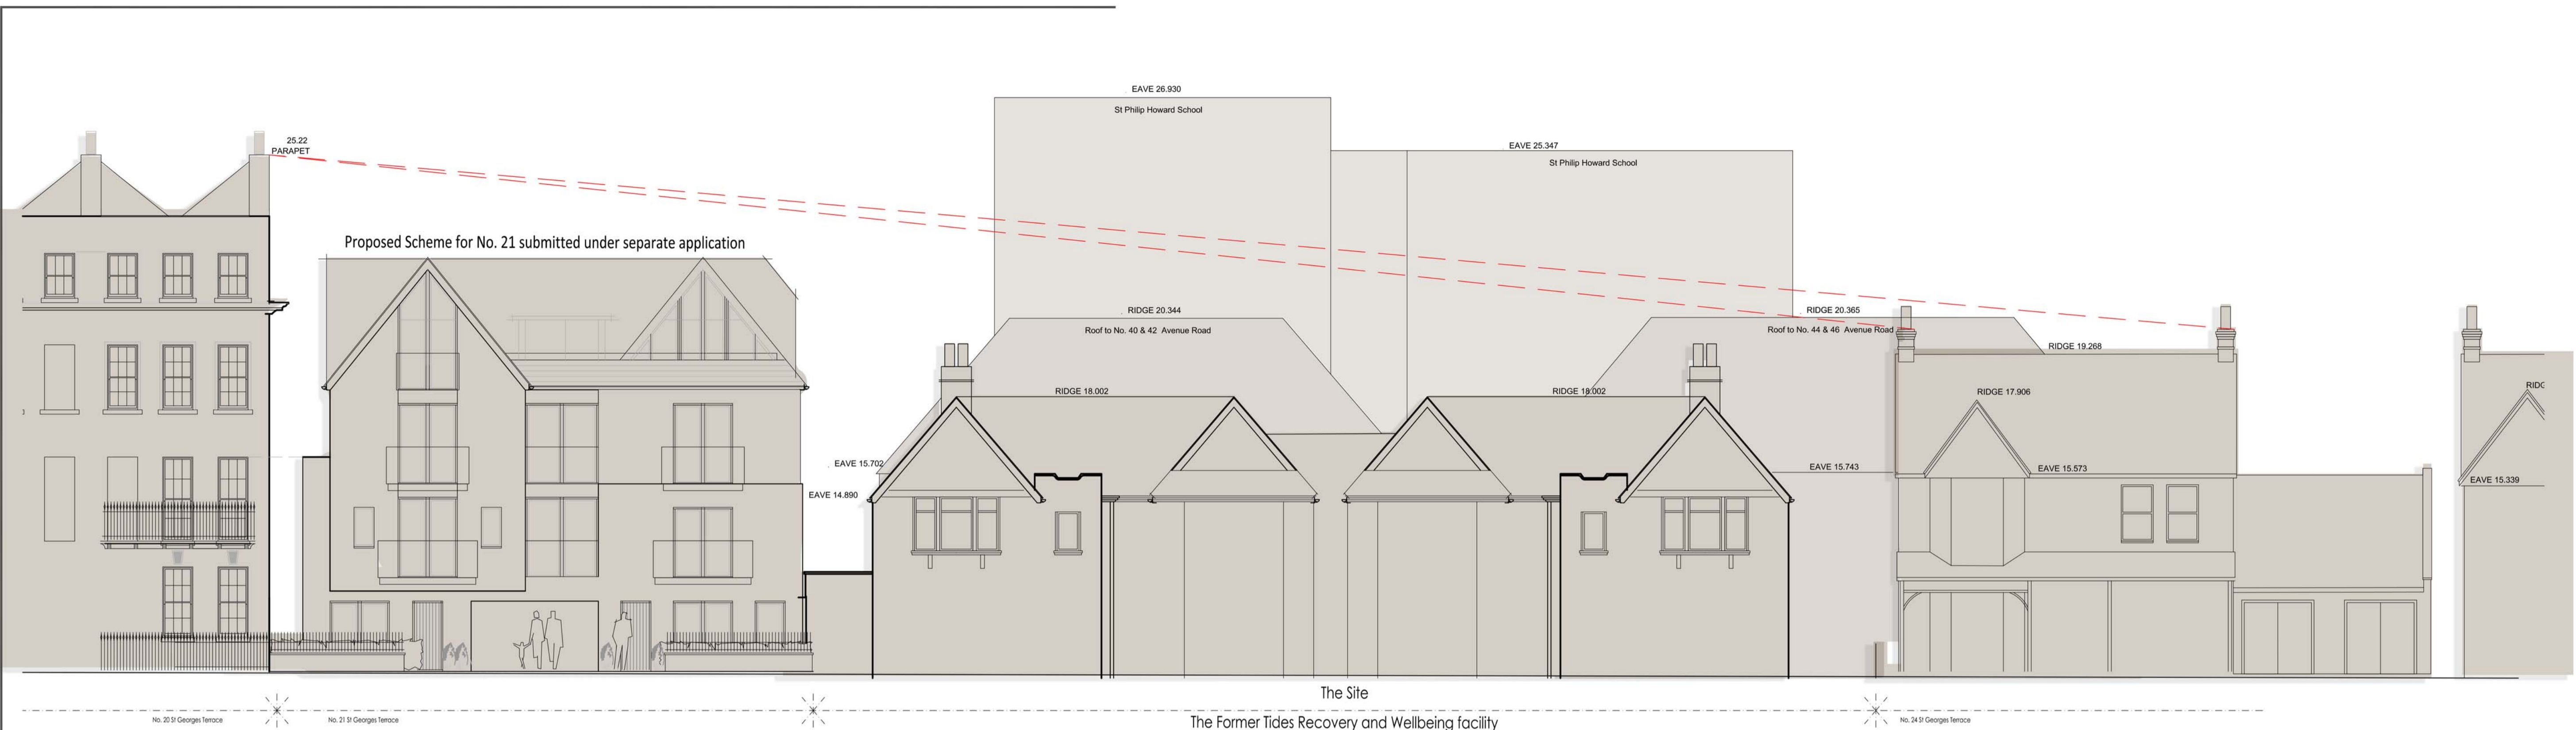 EAVE 26.930
St Philip Howard School
25.22
PARAPET
EAVE 25.347
St Philip Howard School
Proposed Scheme for No. 21 submitted under separate application
RIDGE 20.344
Roof to No. 40 & 42 Avenue Road
RIDGE 20.365
Roof to No. 44 & 46 Avenue Road
RIDGE 19.268
RIDGE 18.002
RIDGE 18.002
RIDGE 17.906
RIDG
EAVE 15.702
EAVE 15.743
EAVE 15.573
EAVE 15.339
EAVE 14.890
The Site
No. 20 St Georges Terrace
No. 21 St Georges Terrace
The Former Tides Recovery and Wellbeing facility
No. 24 St Georges Terrace